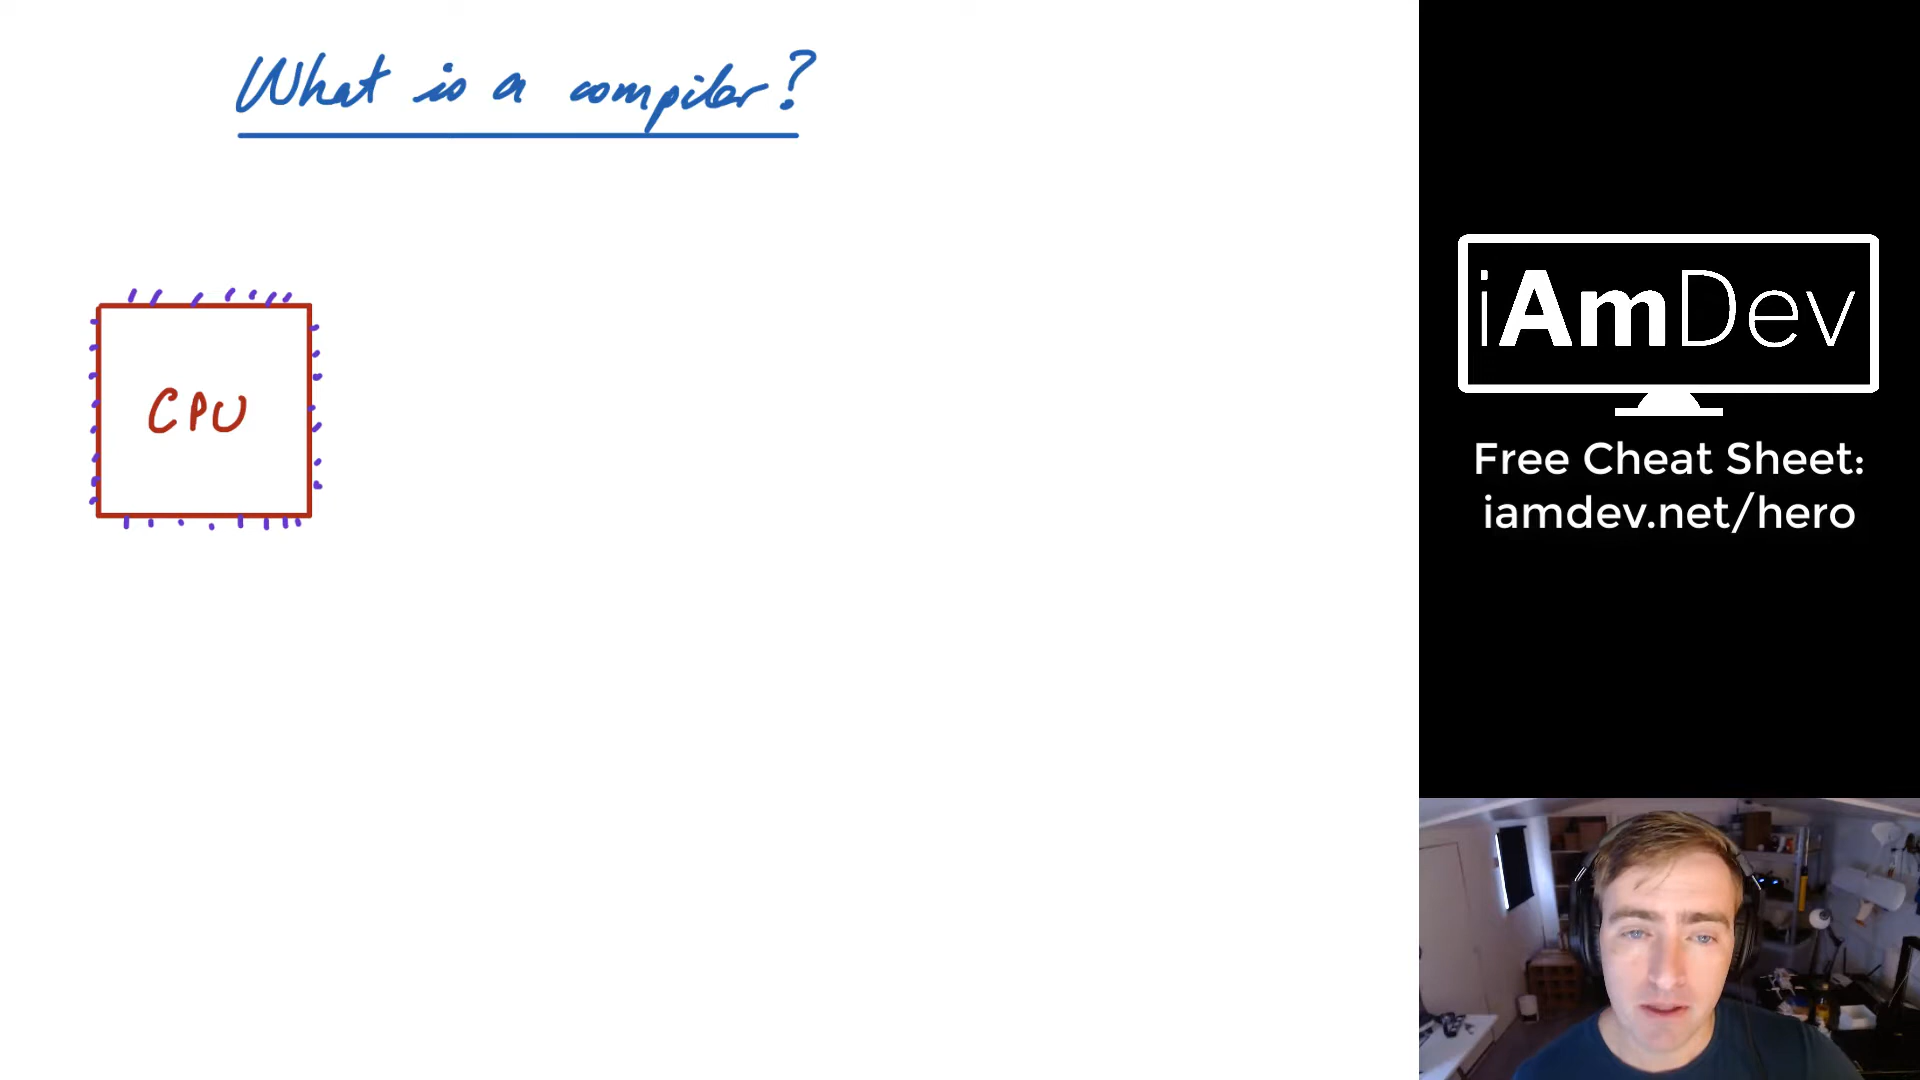 What is a compiler?
CPU
iAmDev
Free Cheat Sheet:
iamdev.net/hero